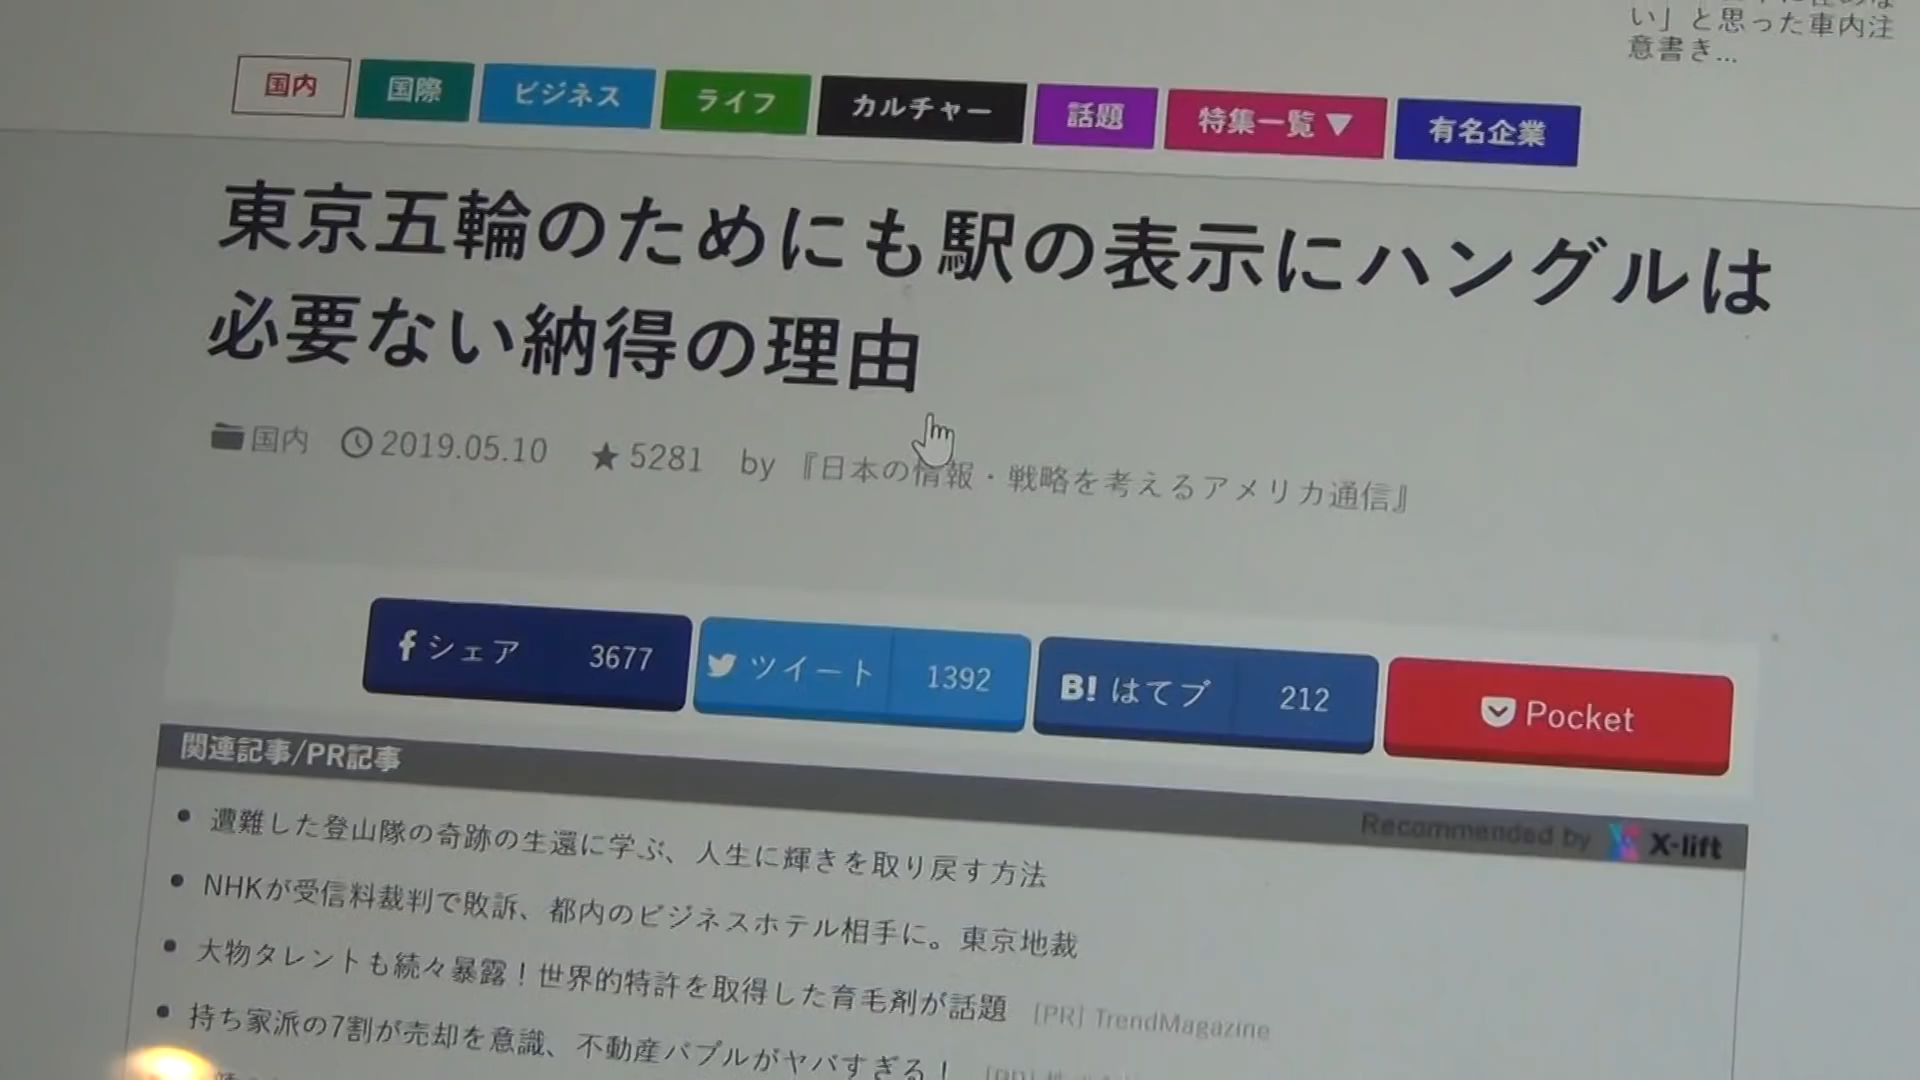 い」と思った車内注
意書き...
国内 国際 ビジネス ライフ カルチャー 話題 特集一覧▼ 有名企業
東京五輪のためにも駅の表示にハングルは
必要ない納得の理由
国内 2019.05.10 ★ 5281 by 『日本の情報・戦略を考えるアメリカ通信』
シェア 3677 ツイート 1392 B! はてブ 212 Pocket
関連記事/PR記事
Recommended by X-lift
遭難した登山隊の奇跡の生還に学ぶ、人生に輝きを取り戻す方法
NHKが受信料裁判で敗訴、都内のビジネスホテル相手に。東京地裁
大物タレントも続々暴露！世界的特許を取得した育毛剤が話題 [PR] TrendMagazine
持ち家派の7割が売却を意識、不動産バブルがヤバすぎる！